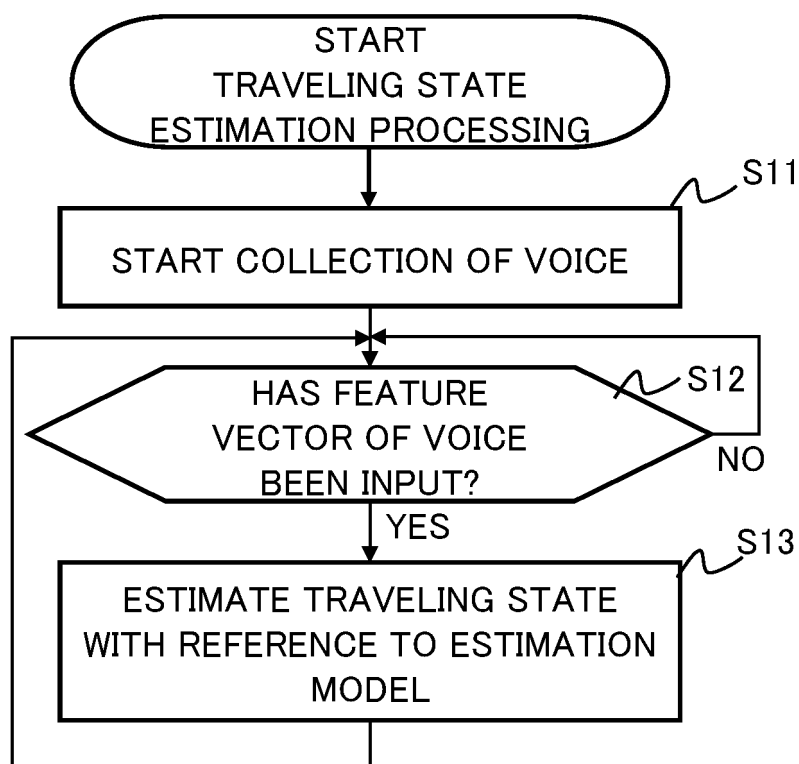 START
TRAVELING STATE
ESTIMATION PROCESSING
S11
START COLLECTION OF VOICE
S12
HAS FEATURE
VECTOR OF VOICE
BEEN INPUT?
NO
YES
S13
ESTIMATE TRAVELING STATE
WITH REFERENCE TO ESTIMATION
MODEL